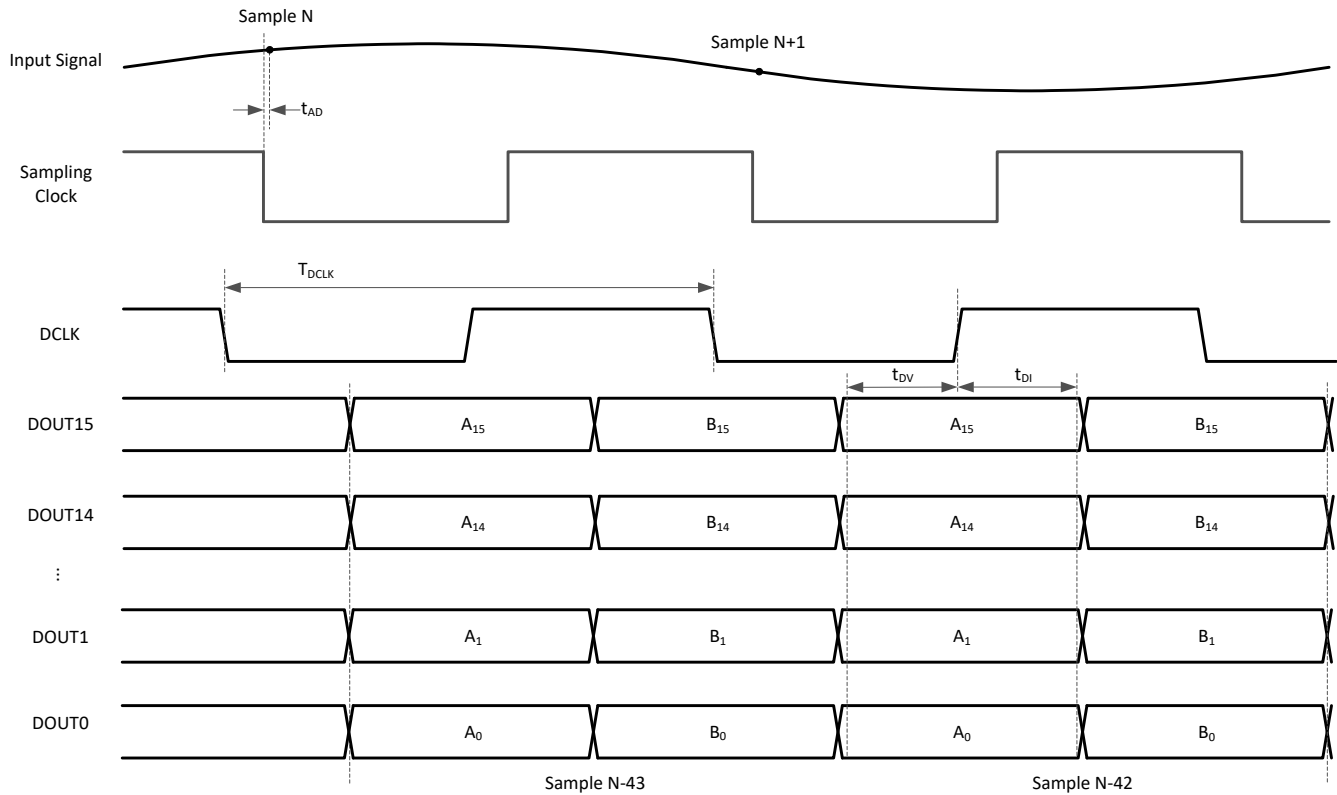 Sample N
Input Signal
Sample N+1
tAD
Sampling
Clock
TDCLK
DCLK
tDV
tDI
DOUT15
A15
B15
A15
B15
DOUT14
A14
B14
A14
B14
...
DOUT1
A1
B1
A1
B1
DOUT0
A0
B0
A0
B0
Sample N-43
Sample N-42